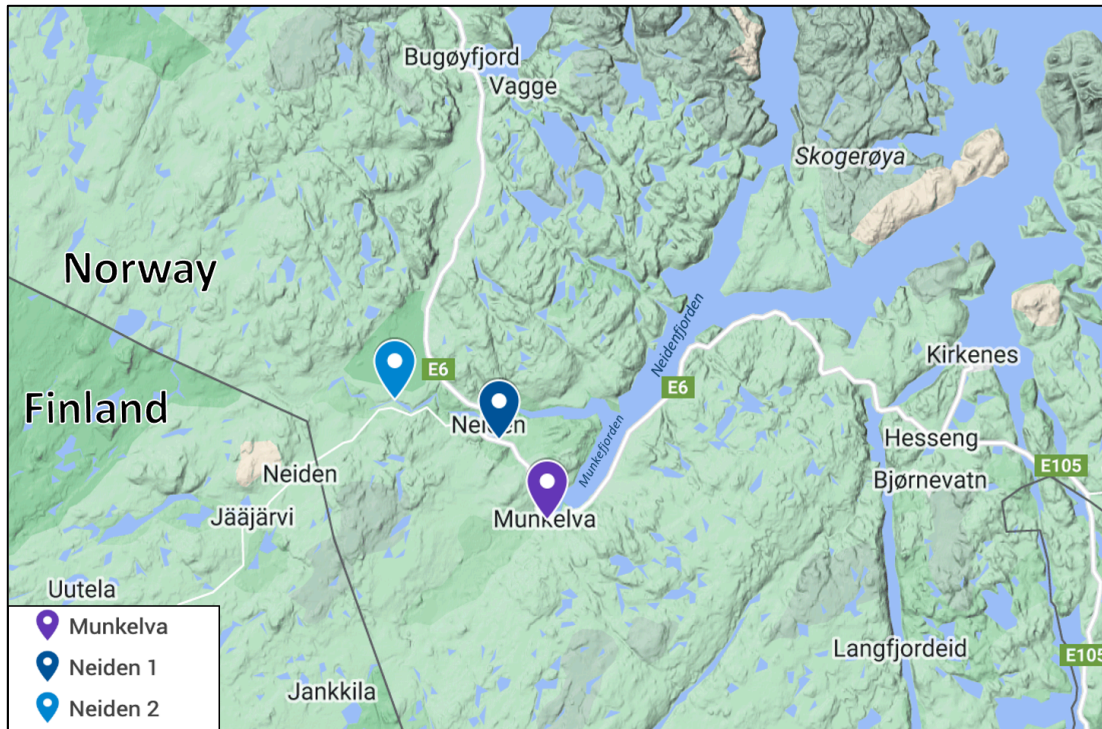 Bugøyfjord
Vagge
Skogerøya
Norway
Neidenfjorden
E6
Kirkenes
E6
Finland
Neiden
Munkefjorden
Hesseng
E105
Neiden
Bjørnevatn
Jääjärvi
Munkelva
Uutela
Munkelva
Neiden 1
Neiden 2
Langfjordeid
E105
Jankkila